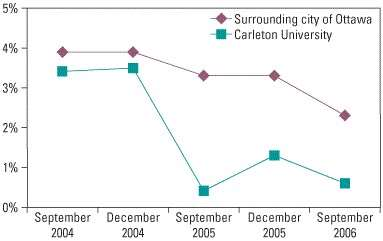 5%
4%
3%
2%
1%
0%
Surrounding city of Ottawa
Carleton University
September 2004
December 2004
September 2005
December 2005
September 2006